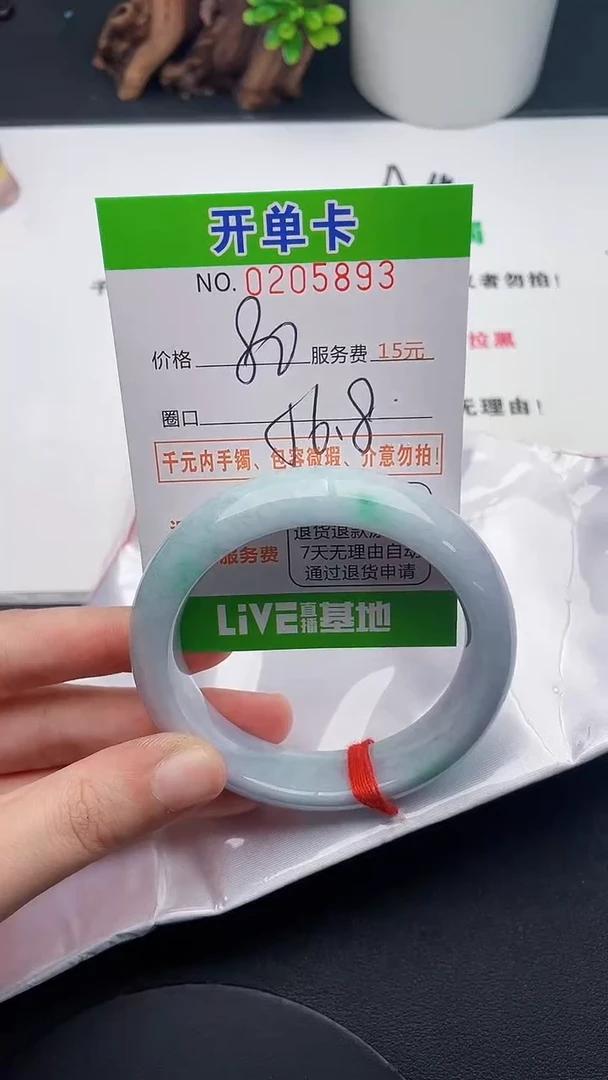 开单卡
NO. 0205893
价格 80 服务费 15元
圈口 56.8
千元内手镯、包容微瑕、介意勿拍!
退货退款
服务费 7天无理由自动
通过退货申请
LiVE直播基地
者勿拍!
拉黑
无理由!